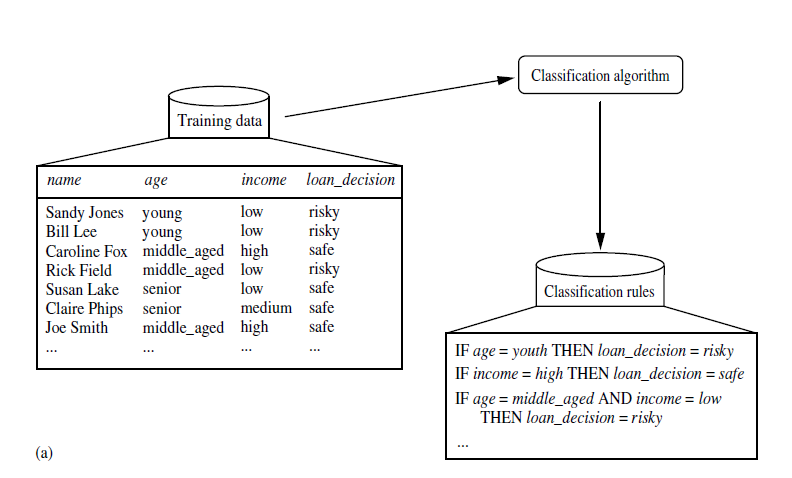 Classification algorithm
Training data
name age income loan_decision
Sandy Jones young low risky
Bill Lee young low risky
Caroline Fox middle_aged high safe
Rick Field middle_aged low risky
Susan Lake senior low safe
Claire Phips senior medium safe
Joe Smith middle_aged high safe
... ... ... ...
Classification rules
IF age = youth THEN loan_decision = risky
IF income = high THEN loan_decision = safe
IF age = middle_aged AND income = low
THEN loan_decision = risky
...
(a)